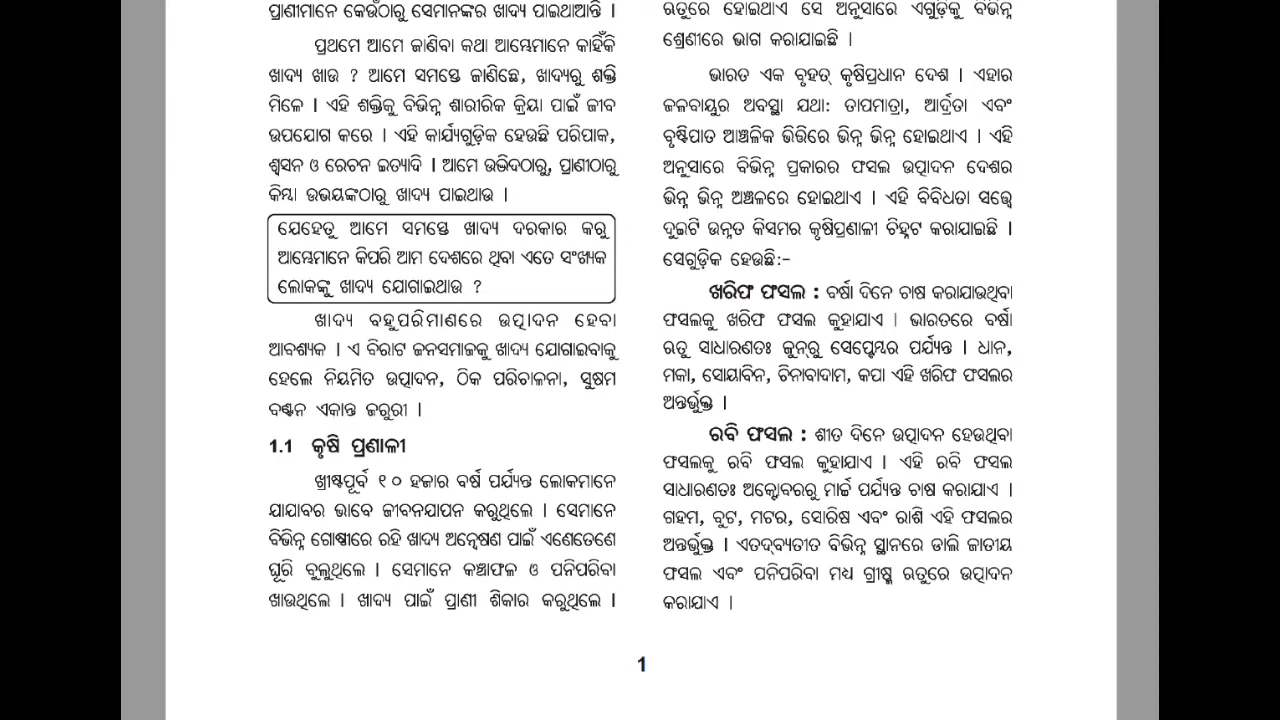 ପ୍ରାଣୀମାନେ କେଉଁଠାରୁ ସେମାନଙ୍କର ଖାଦ୍ୟ ପାଇଥାଆନ୍ତି ।
ପ୍ରଥମେ ଆମେ ଜାଣିବା କଥା ଆମ୍ଭେମାନେ କାହିଁକି
ଖାଦ୍ୟ ଖାଉ ? ଆମେ ସମସ୍ତେ ଜାଣିଛେ, ଖାଦ୍ୟରୁ ଶକ୍ତି
ମିଳେ । ଏହି ଶକ୍ତିକୁ ବିଭିନ୍ନ ଶାରୀରିକ କ୍ରିୟା ପାଇଁ ଜୀବ
ଉପଯୋଗ କରେ । ଏହି କାର୍ଯ୍ୟଗୁଡ଼ିକ ହେଉଛି ପରିପାକ,
ଶ୍ୱସନ ଓ ରେଚନ ଇତ୍ୟାଦି । ଆମେ ଉଦ୍ଭିଦଠାରୁ, ପ୍ରାଣୀଠାରୁ
କିମ୍ବା ଉଭୟଙ୍କଠାରୁ ଖାଦ୍ୟ ପାଇଥାଉ ।
ଯେହେତୁ ଆମେ ସମସ୍ତେ ଖାଦ୍ୟ ଦରକାର କରୁ
ଆମ୍ଭେମାନେ କିପରି ଆମ ଦେଶରେ ଥିବା ଏତେ ସଂଖ୍ୟକ
ଲୋକଙ୍କୁ ଖାଦ୍ୟ ଯୋଗାଇଥାଉ ?
ଖାଦ୍ୟ ବହୁପରିମାଣରେ ଉତ୍ପାଦନ ହେବା
ଆବଶ୍ୟକ । ଏ ବିରାଟ ଜନସମାଜକୁ ଖାଦ୍ୟ ଯୋଗାଇବାକୁ
ହେଲେ ନିୟମିତ ଉତ୍ପାଦନ, ଠିକ ପରିଚାଳନା, ସୁଷମ
ବଣ୍ଟନ ଏକାନ୍ତ ଜରୁରୀ ।
1.1 କୃଷି ପ୍ରଣାଳୀ
ଖ୍ରୀଷ୍ଟପୂର୍ବ ୧୦ ହଜାର ବର୍ଷ ପର୍ଯ୍ୟନ୍ତ ଲୋକମାନେ
ଯାଯାବର ଭାବେ ଜୀବନଯାପନ କରୁଥିଲେ । ସେମାନେ
ବିଭିନ୍ନ ଗୋଷ୍ଠୀରେ ରହି ଖାଦ୍ୟ ଅନ୍ୱେଷଣ ପାଇଁ ଏଣେତେଣେ
ଘୂରି ବୁଲୁଥିଲେ । ସେମାନେ କଞ୍ଚାଫଳ ଓ ପନିପରିବା
ଖାଉଥିଲେ । ଖାଦ୍ୟ ପାଇଁ ପ୍ରାଣୀ ଶିକାର କରୁଥିଲେ ।
ଋତୁରେ ହୋଇଥାଏ ସେ ଅନୁସାରେ ଏଗୁଡ଼ିକୁ ବିଭିନ୍ନ
ଶ୍ରେଣୀରେ ଭାଗ କରାଯାଇଛି ।
ଭାରତ ଏକ ବୃହତ୍ କୃଷିପ୍ରଧାନ ଦେଶ । ଏହାର
ଜଳବାୟୁର ଅବସ୍ଥା ଯଥା: ତାପମାତ୍ରା, ଆର୍ଦ୍ରତା ଏବଂ
ବୃଷ୍ଟିପାତ ଆଞ୍ଚଳିକ ଭିତ୍ତିରେ ଭିନ୍ନ ଭିନ୍ନ ହୋଇଥାଏ । ଏହି
ଅନୁସାରେ ବିଭିନ୍ନ ପ୍ରକାରର ଫସଲ ଉତ୍ପାଦନ ଦେଶର
ଭିନ୍ନ ଭିନ୍ନ ଅଞ୍ଚଳରେ ହୋଇଥାଏ । ଏହି ବିବିଧତା ସତ୍ତ୍ୱେ
ଦୁଇଟି ଉନ୍ନତ କିସମର କୃଷିପ୍ରଣାଳୀ ଚିହ୍ନଟ କରାଯାଇଛି ।
ସେଗୁଡ଼ିକ ହେଉଛି:-
ଖରିଫ ଫସଲ : ବର୍ଷା ଦିନେ ଚାଷ କରାଯାଉଥିବା
ଫସଲକୁ ଖରିଫ ଫସଲ କୁହାଯାଏ । ଭାରତରେ ବର୍ଷା
ଋତୁ ସାଧାରଣତଃ ଜୁନ୍‌ରୁ ସେପ୍ଟେମ୍ବର ପର୍ଯ୍ୟନ୍ତ । ଧାନ,
ମକା, ସୋୟାବିନ, ଚିନାବାଦାମ, କପା ଏହି ଖରିଫ ଫସଲର
ଅନ୍ତର୍ଭୁକ୍ତ ।
ରବି ଫସଲ : ଶୀତ ଦିନେ ଉତ୍ପାଦନ ହେଉଥିବା
ଫସଲକୁ ରବି ଫସଲ କୁହାଯାଏ । ଏହି ରବି ଫସଲ
ସାଧାରଣତଃ ଅକ୍ଟୋବରରୁ ମାର୍ଚ୍ଚ ପର୍ଯ୍ୟନ୍ତ ଚାଷ କରାଯାଏ ।
ଗହମ, ବୁଟ, ମଟର, ସୋରିଷ ଏବଂ ରାଶି ଏହି ଫସଲର
ଅନ୍ତର୍ଭୁକ୍ତ । ଏତଦ୍‌ବ୍ୟତୀତ ବିଭିନ୍ନ ସ୍ଥାନରେ ଡାଲି ଜାତୀୟ
ଫସଲ ଏବଂ ପନିପରିବା ମଧ୍ୟ ଗ୍ରୀଷ୍ମ ଋତୁରେ ଉତ୍ପାଦନ
କରାଯାଏ ।
1